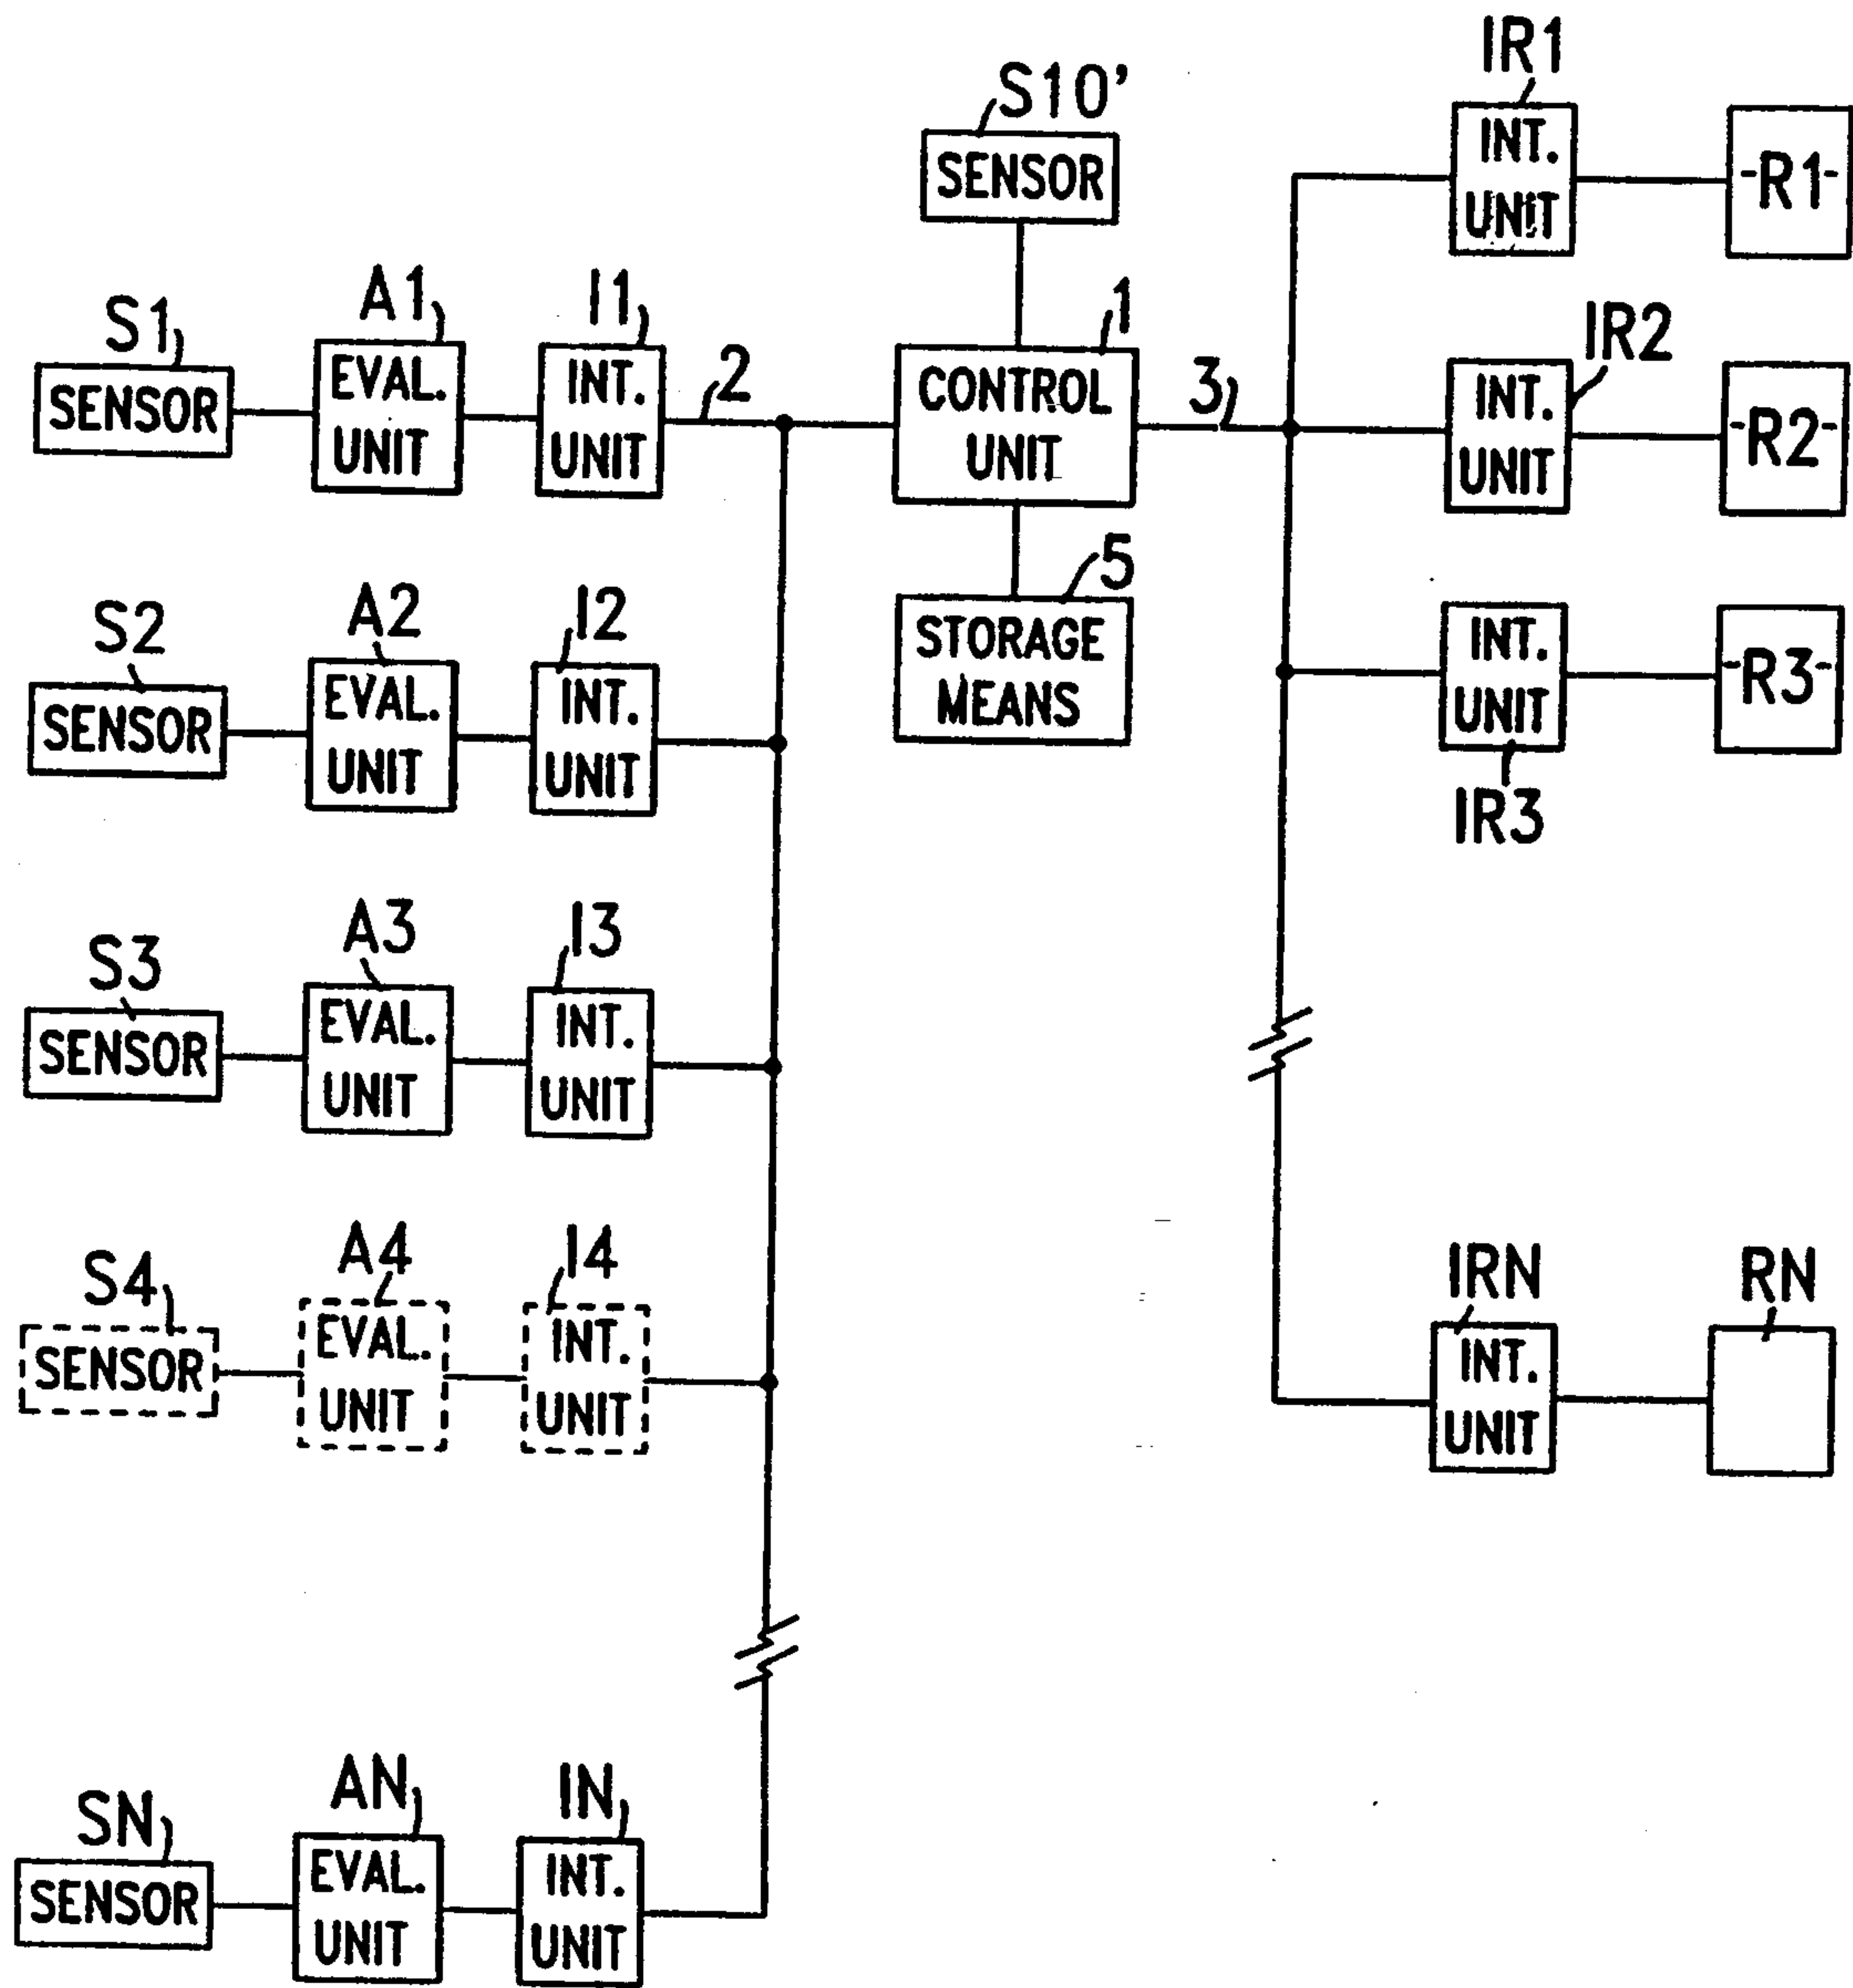 IR1
S10'
SENSOR
INT.
UNIT
-R1-
S1
A1
I1
2
1
3
IR2
SENSOR
EVAL.
UNIT
INT.
UNIT
CONTROL
UNIT
INT.
UNIT
-R2-
5
STORAGE
MEANS
S2
A2
I2
SENSOR
EVAL.
UNIT
INT.
UNIT
INT.
UNIT
-R3-
IR3
S3
A3
I3
SENSOR
EVAL.
UNIT
INT.
UNIT
S4
A4
I4
SENSOR
EVAL.
UNIT
INT.
UNIT
IRN
RN
INT.
UNIT
SN
AN
IN
SENSOR
EVAL.
UNIT
INT.
UNIT